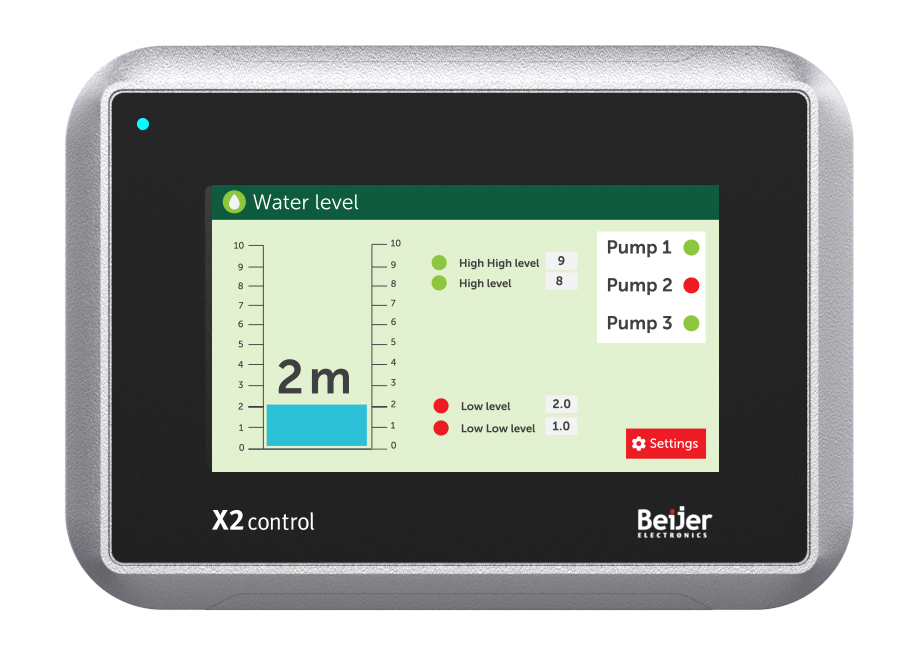 Water level
10 10
9 9
8 8
7 7
6 6
5 5
4 4
3 3
2 2
1 1
0 0
2 m
High High level 9
High level 8
Low level 2.0
Low Low level 1.0
Pump 1
Pump 2
Pump 3
Settings
X2 control
Beijer
ELECTRONICS